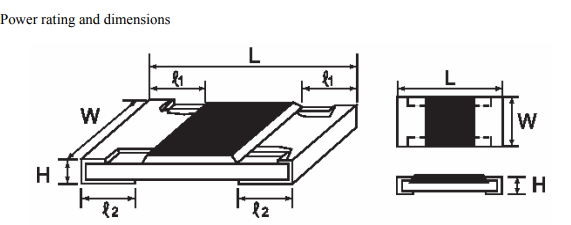 Power rating and dimensions
L
ℓ1 ℓ1
L
W
W
H
H
ℓ2 ℓ2